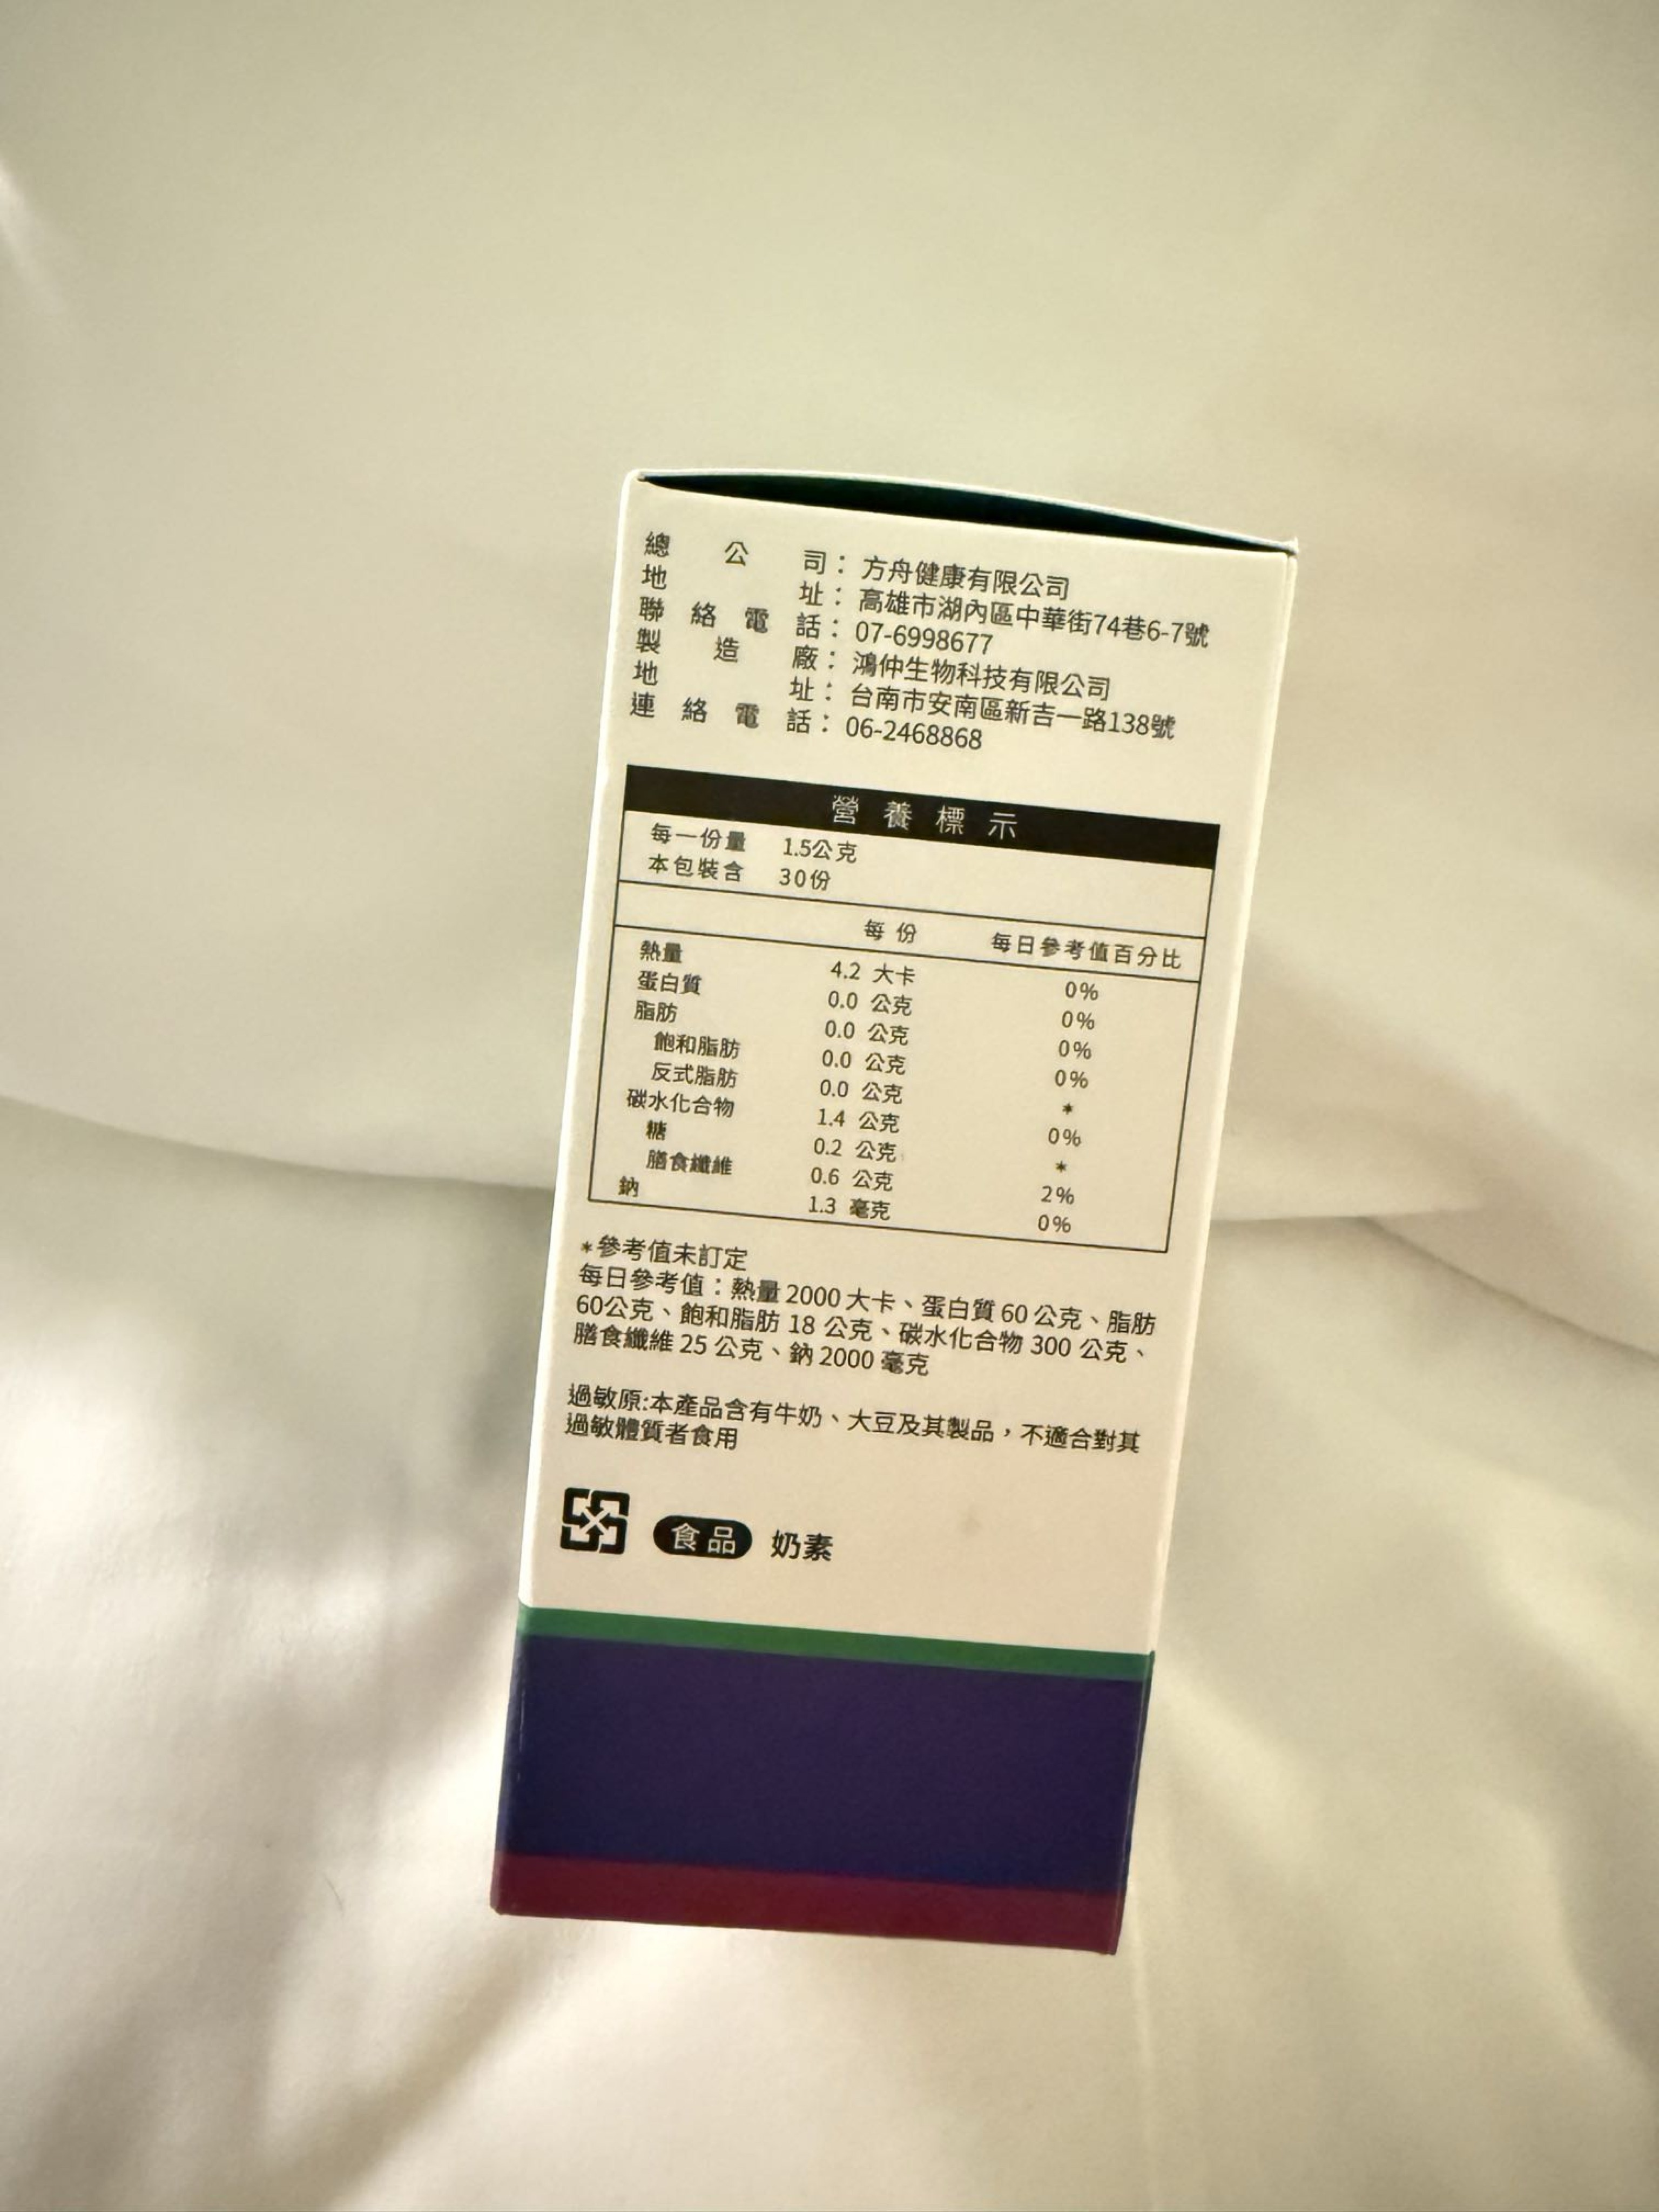 總公司：方舟健康有限公司
地址：高雄市湖內區中華街74巷6-7號
聯絡電話：07-6998677
製造廠：鴻仲生物科技有限公司
地址：台南市安南區新吉一路138號
連絡電話：06-2468868
營養標示
每一份量 1.5公克
本包裝含 30份
每份 每日參考值百分比
熱量 4.2 大卡 0%
蛋白質 0.0 公克 0%
脂肪 0.0 公克 0%
飽和脂肪 0.0 公克 0%
反式脂肪 0.0 公克 *
碳水化合物 1.4 公克 0%
糖 0.2 公克 *
膳食纖維 0.6 公克 2%
鈉 1.3 毫克 0%
*參考值未訂定
每日參考值：熱量2000大卡、蛋白質60公克、脂肪
60公克、飽和脂肪 18 公克、碳水化合物 300 公克、
膳食纖維 25 公克、鈉 2000 毫克
過敏原:本產品含有牛奶、大豆及其製品，不適合對其
過敏體質者食用
食品 奶素